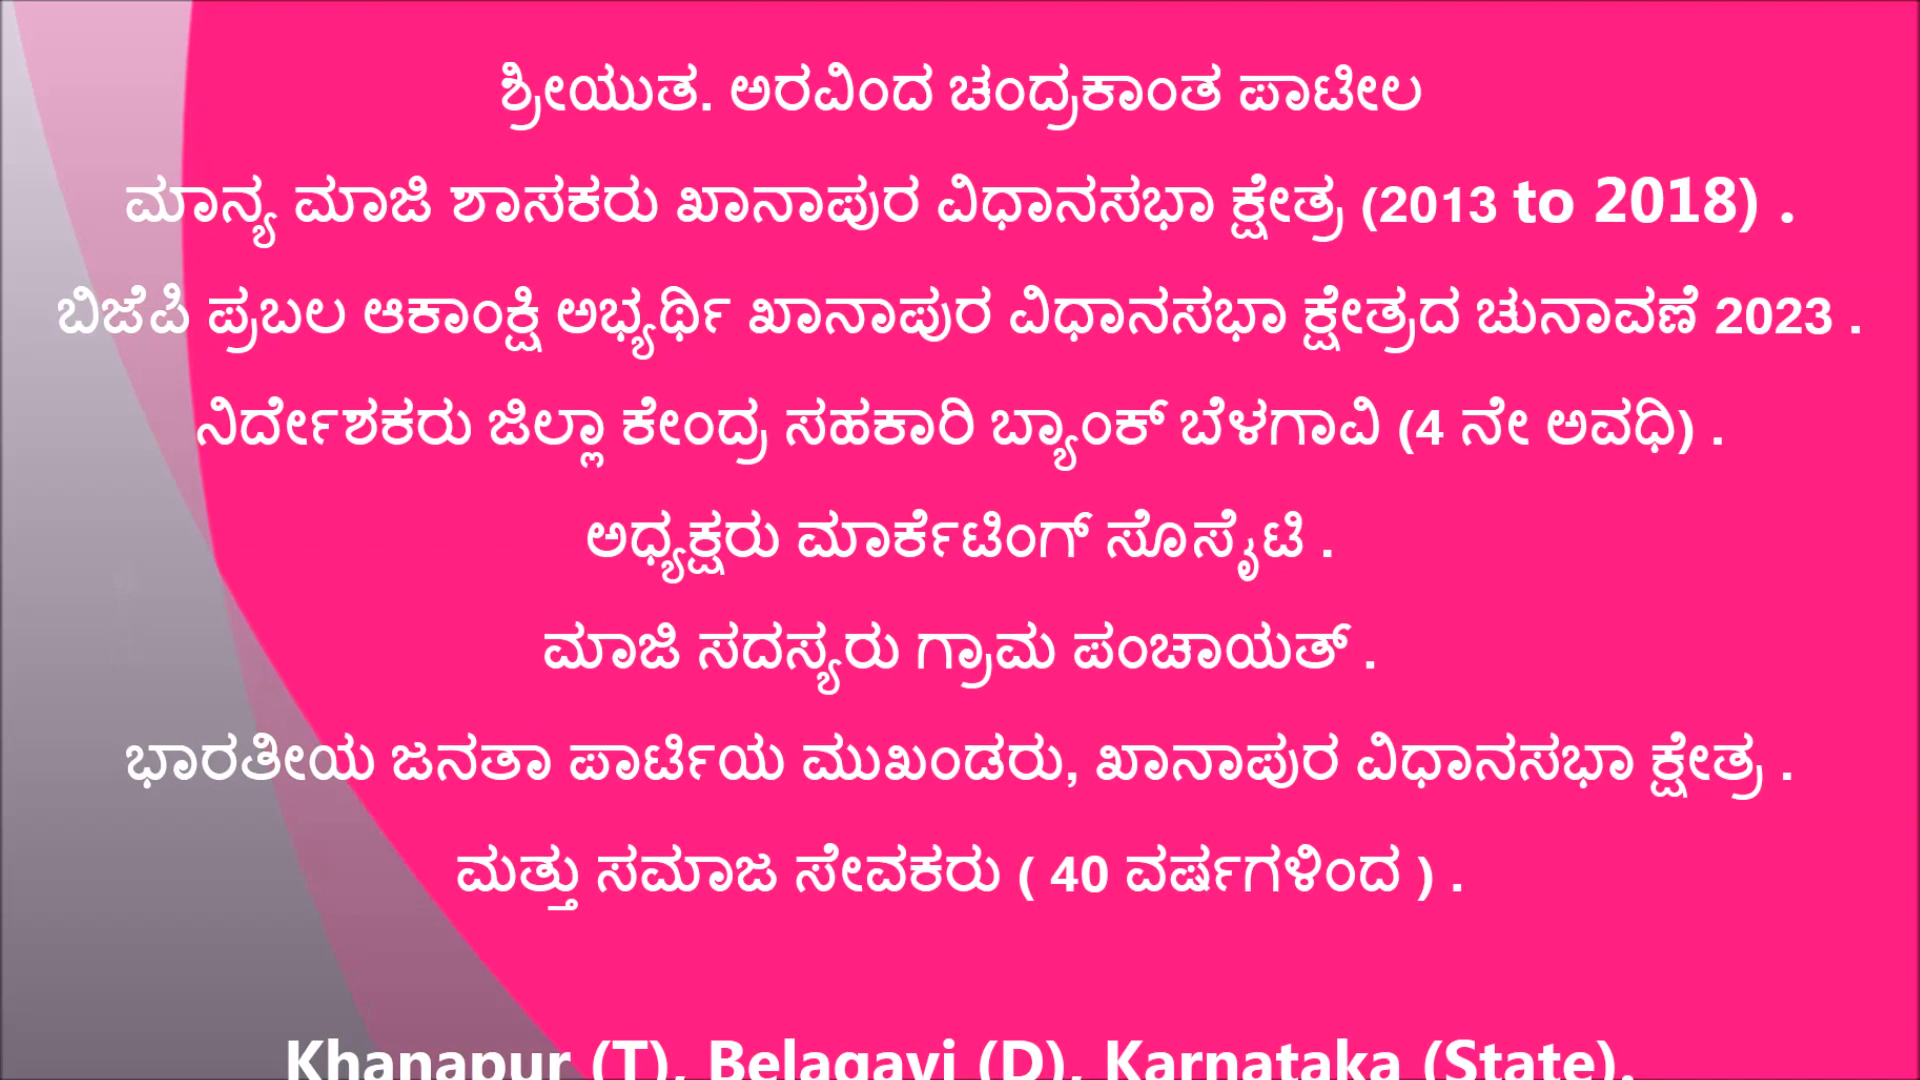 ಶ್ರೀಯುತ. ಅರವಿಂದ ಚಂದ್ರಕಾಂತ ಪಾಟೀಲ
ಮಾನ್ಯ ಮಾಜಿ ಶಾಸಕರು ಖಾನಾಪುರ ವಿಧಾನಸಭಾ ಕ್ಷೇತ್ರ (2013 to 2018) .
ಬಿಜೆಪಿ ಪ್ರಬಲ ಆಕಾಂಕ್ಷಿ ಅಭ್ಯರ್ಥಿ ಖಾನಾಪುರ ವಿಧಾನಸಭಾ ಕ್ಷೇತ್ರದ ಚುನಾವಣೆ 2023 .
ನಿರ್ದೇಶಕರು ಜಿಲ್ಲಾ ಕೇಂದ್ರ ಸಹಕಾರಿ ಬ್ಯಾಂಕ್ ಬೆಳಗಾವಿ (4 ನೇ ಅವಧಿ) .
ಅಧ್ಯಕ್ಷರು ಮಾರ್ಕೆಟಿಂಗ್ ಸೊಸೈಟಿ .
ಮಾಜಿ ಸದಸ್ಯರು ಗ್ರಾಮ ಪಂಚಾಯತ್ .
ಭಾರತೀಯ ಜನತಾ ಪಾರ್ಟಿಯ ಮುಖಂಡರು, ಖಾನಾಪುರ ವಿಧಾನಸಭಾ ಕ್ಷೇತ್ರ .
ಮತ್ತು ಸಮಾಜ ಸೇವಕರು ( 40 ವರ್ಷಗಳಿಂದ ) .
Khanapur (T), Belagavi (D), Karnataka (State).